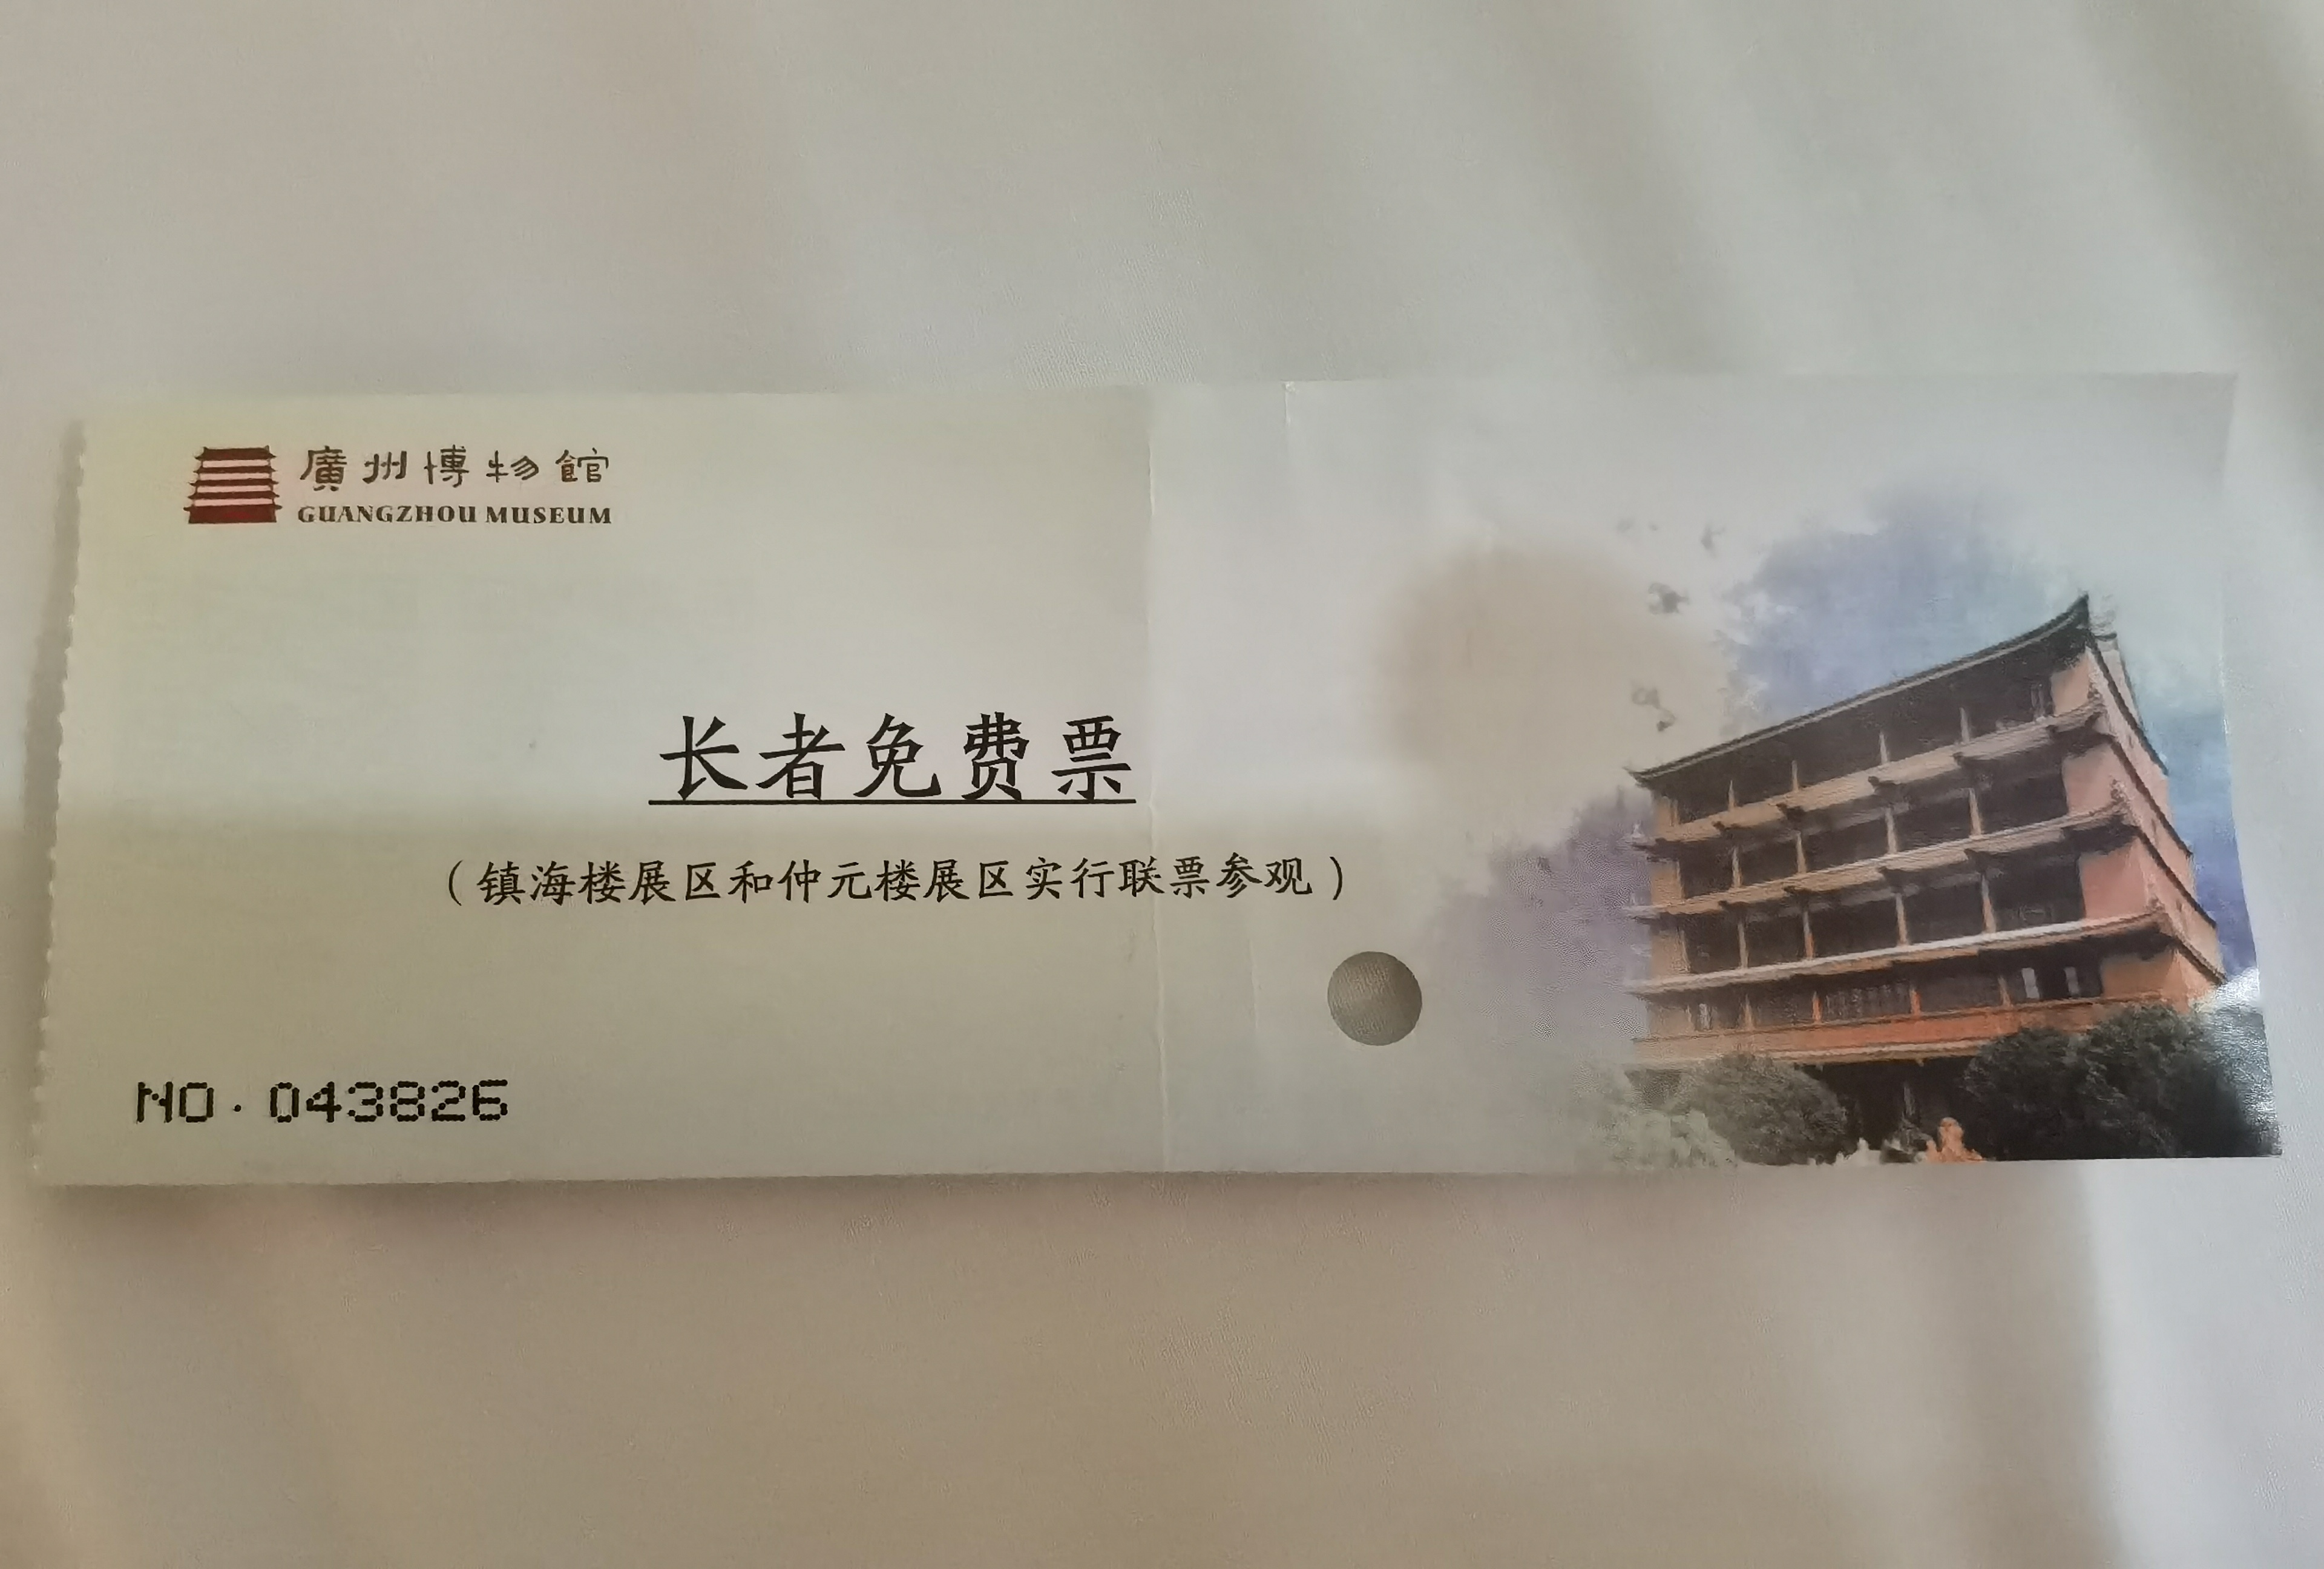 廣州博物館
GUANGZHOU MUSEUM
长者免费票
（镇海楼展区和仲元楼展区实行联票参观）
NO. 043826